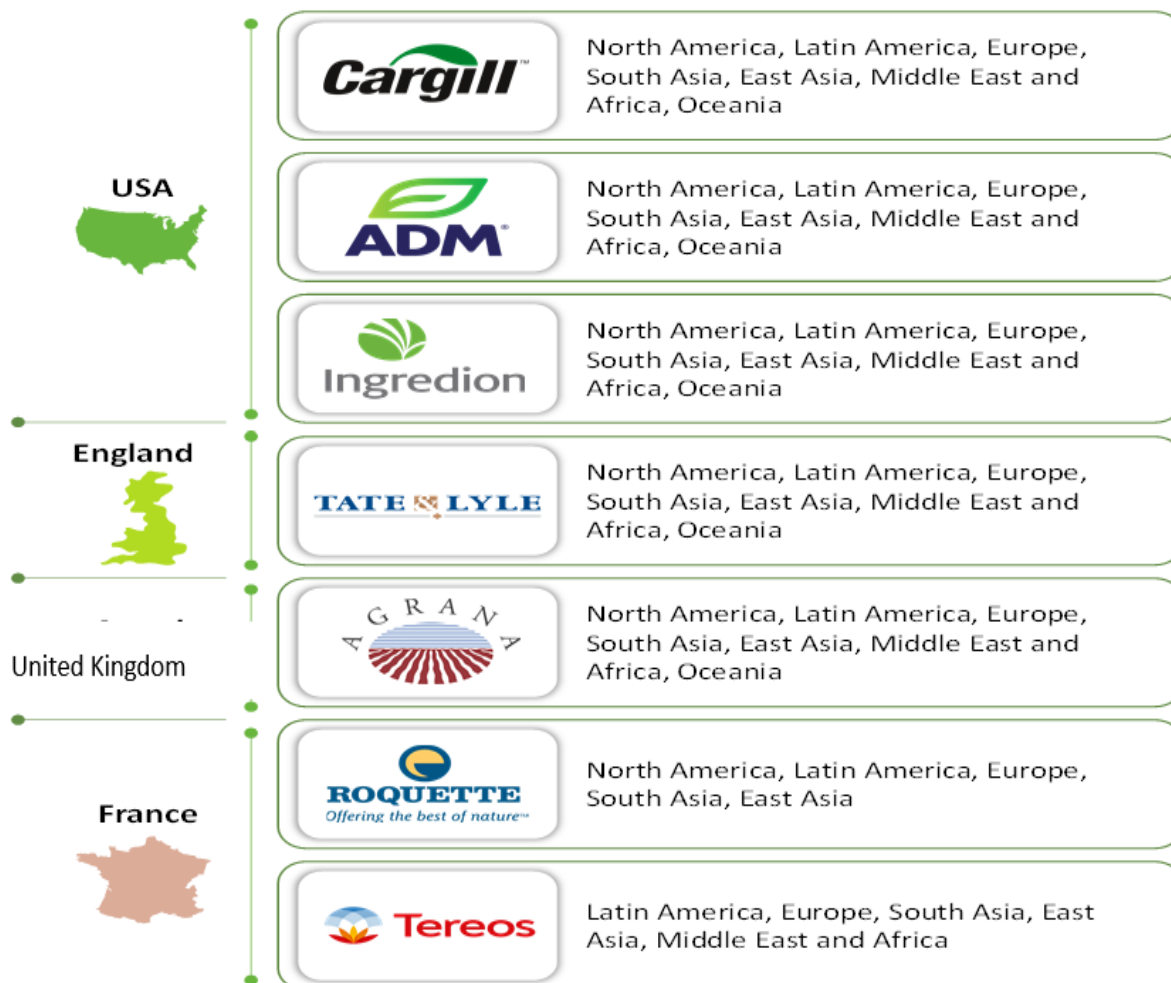 Cargill™
North America, Latin America, Europe,
South Asia, East Asia, Middle East and
Africa, Oceania
USA
ADM®
North America, Latin America, Europe,
South Asia, East Asia, Middle East and
Africa, Oceania
Ingredion
North America, Latin America, Europe,
South Asia, East Asia, Middle East and
Africa, Oceania
England
TATE & LYLE
North America, Latin America, Europe,
South Asia, East Asia, Middle East and
Africa, Oceania
United Kingdom
AGRANA
North America, Latin America, Europe,
South Asia, East Asia, Middle East and
Africa, Oceania
France
ROQUETTE
Offering the best of nature™
North America, Latin America, Europe,
South Asia, East Asia
Tereos
Latin America, Europe, South Asia, East
Asia, Middle East and Africa